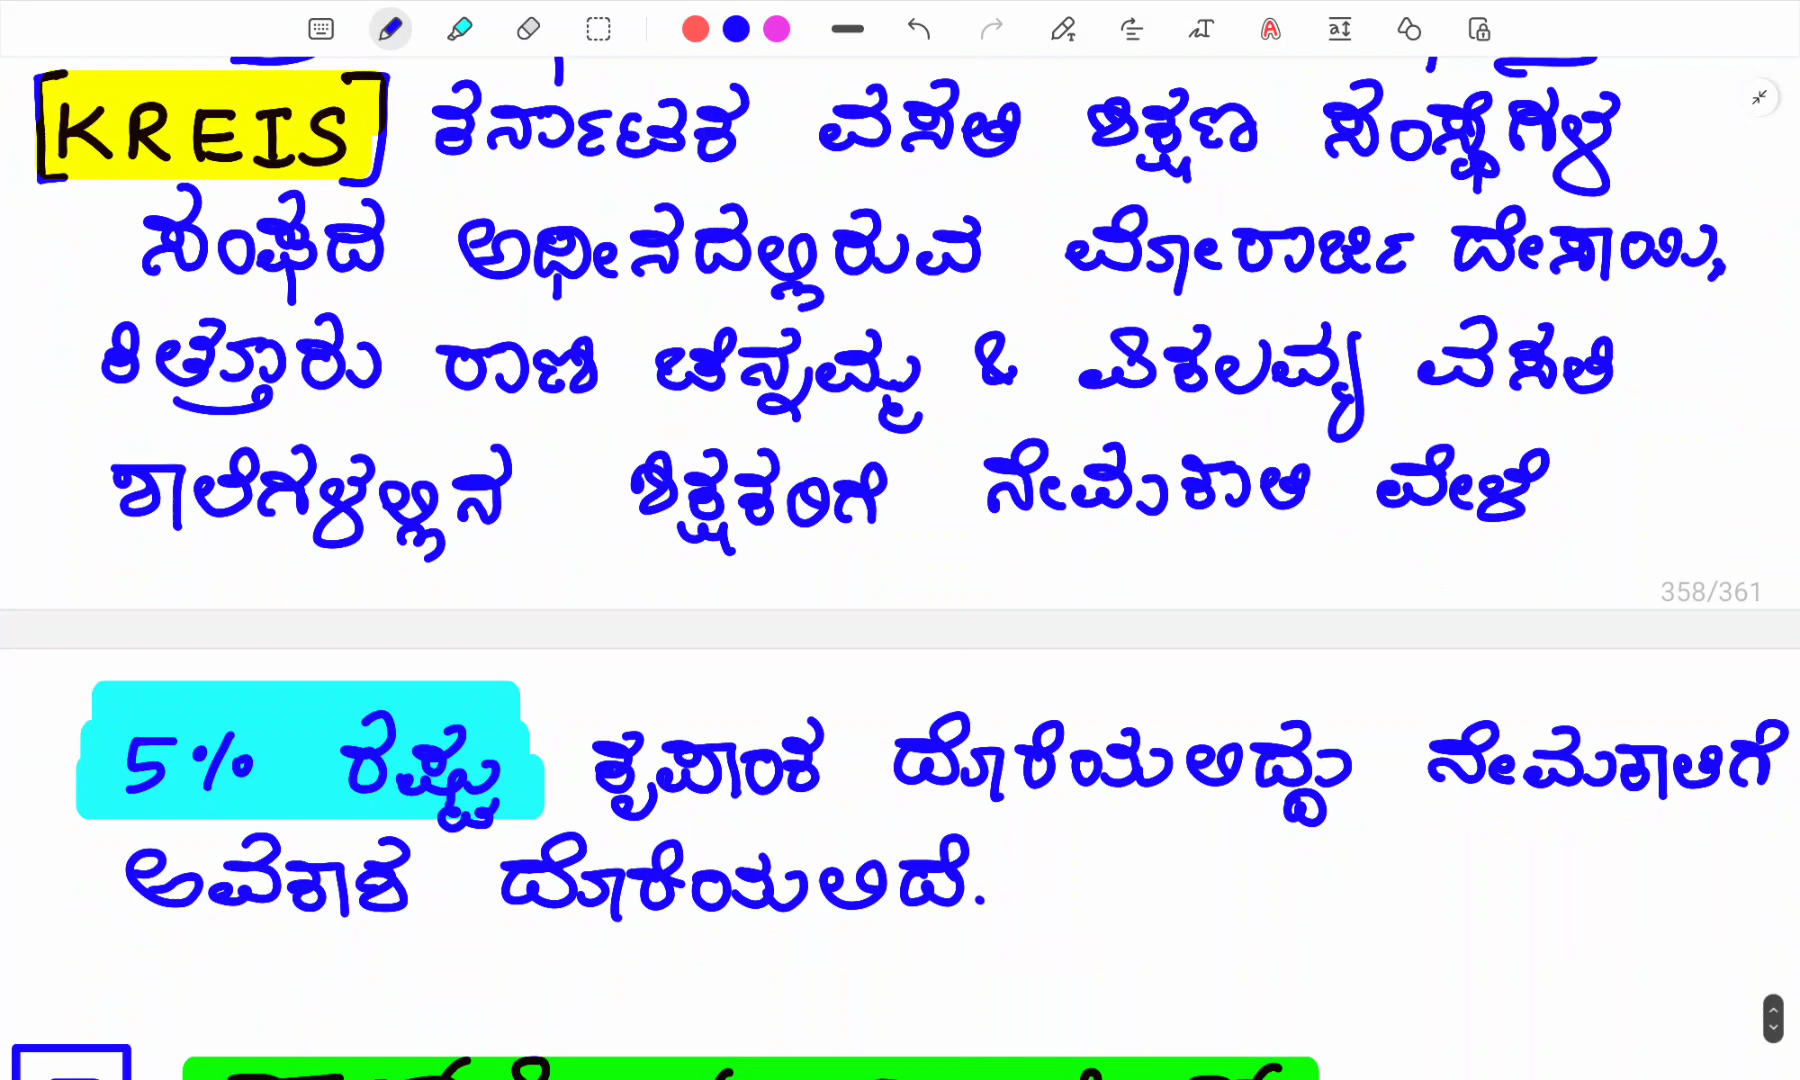 [KREIS] ಕರ್ನಾಟಕ ವಸತಿ ಶಿಕ್ಷಣ ಸಂಸ್ಥೆಗಳ
ಸಂಘದ ಅಧೀನದಲ್ಲಿರುವ ಮೋರಾರ್ಜಿ ದೇಸಾಯಿ,
ಕಿತ್ತೂರು ರಾಣಿ ಚೆನ್ನಮ್ಮ & ಏಕಲವ್ಯ ವಸತಿ
ಶಾಲೆಗಳಲ್ಲಿನ ಶಿಕ್ಷಕರಿಗೆ ನೇಮಕಾತಿ ವೇಳೆ
358/361
5% ರಷ್ಟು ಕೃಪಾಂಕ ದೊರೆಯಲಿದ್ದು ನೇಮಕಾತಿಗೆ
ಅವಕಾಶ ದೊರೆಯಲಿದೆ.